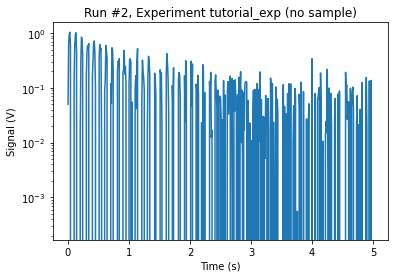 Run #2, Experiment tutorial_exp (no sample)
10⁰
10⁻¹
10⁻²
10⁻³
Signal (V)
0 1 2 3 4 5
Time (s)